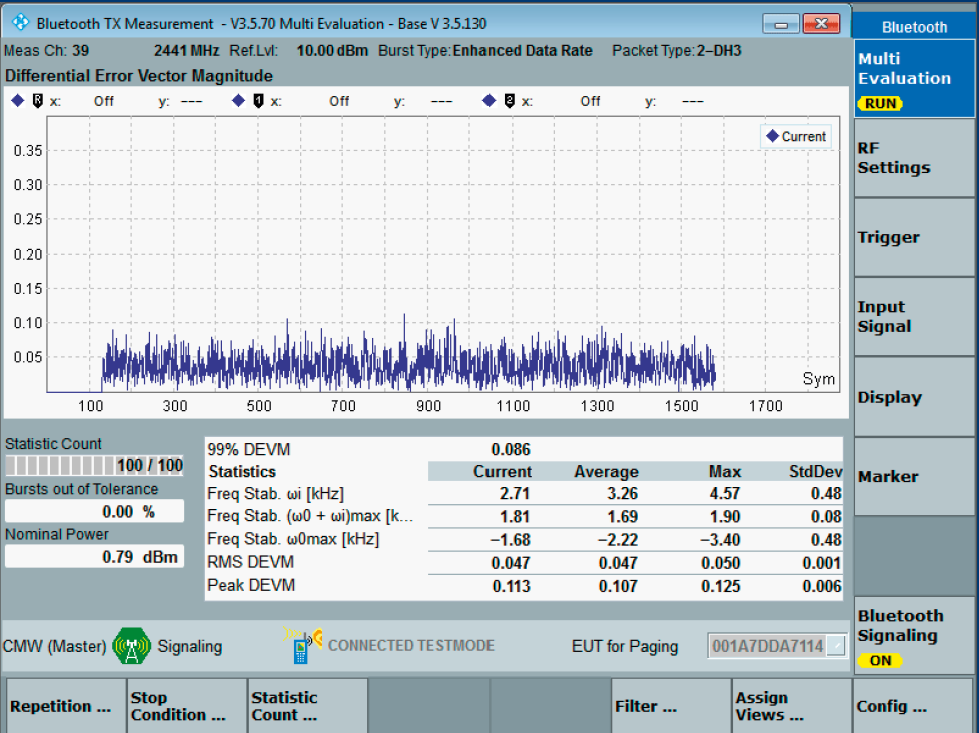 Bluetooth TX Measurement - V3.5.70 Multi Evaluation - Base V 3.5.130
Bluetooth
Meas Ch: 39 2441 MHz Ref.Lvl: 10.00 dBm Burst Type: Enhanced Data Rate Packet Type: 2-DH3
Differential Error Vector Magnitude
R x: Off y: --- 1 x: Off y: --- 2 x: Off y: ---
Current
0.35
0.30
0.25
0.20
0.15
0.10
0.05
Sym
100 300 500 700 900 1100 1300 1500 1700
Multi
Evaluation
RUN
RF
Settings
Trigger
Input
Signal
Display
Marker
Statistic Count
100 / 100
Bursts out of Tolerance
0.00 %
Nominal Power
0.79 dBm
99% DEVM 0.086
Statistics Current Average Max StdDev
Freq Stab. ωi [kHz] 2.71 3.26 4.57 0.48
Freq Stab. (ω0 + ωi)max [k... 1.81 1.69 1.90 0.08
Freq Stab. ω0max [kHz] −1.68 −2.22 −3.40 0.48
RMS DEVM 0.047 0.047 0.050 0.001
Peak DEVM 0.113 0.107 0.125 0.006
Bluetooth
Signaling
ON
CMW (Master) Signaling CONNECTED TESTMODE EUT for Paging 001A7DDA7114
Repetition ...
Stop
Condition ...
Statistic
Count ...
Filter ...
Assign
Views ...
Config ...